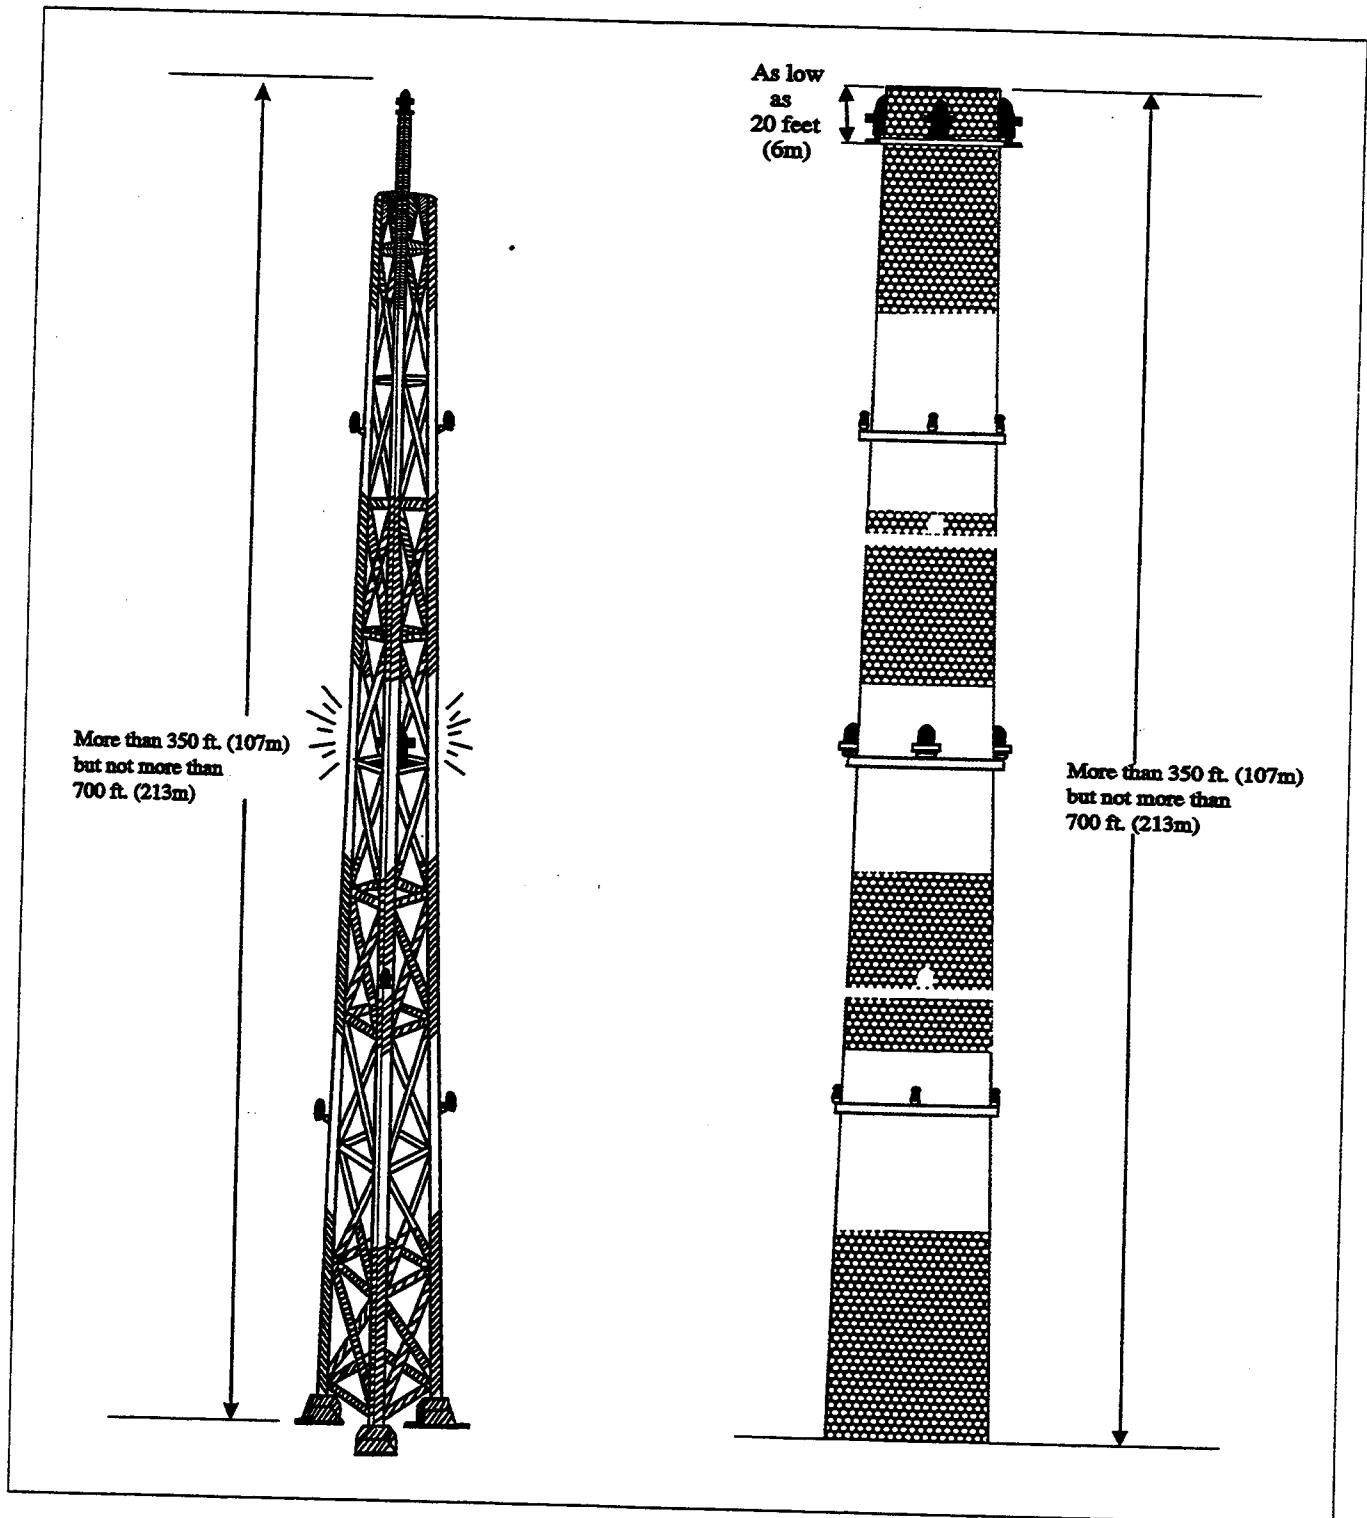 As low
as
20 feet
(6m)
More than 350 ft. (107m)
but not more than
700 ft. (213m)
More than 350 ft. (107m)
but not more than
700 ft. (213m)